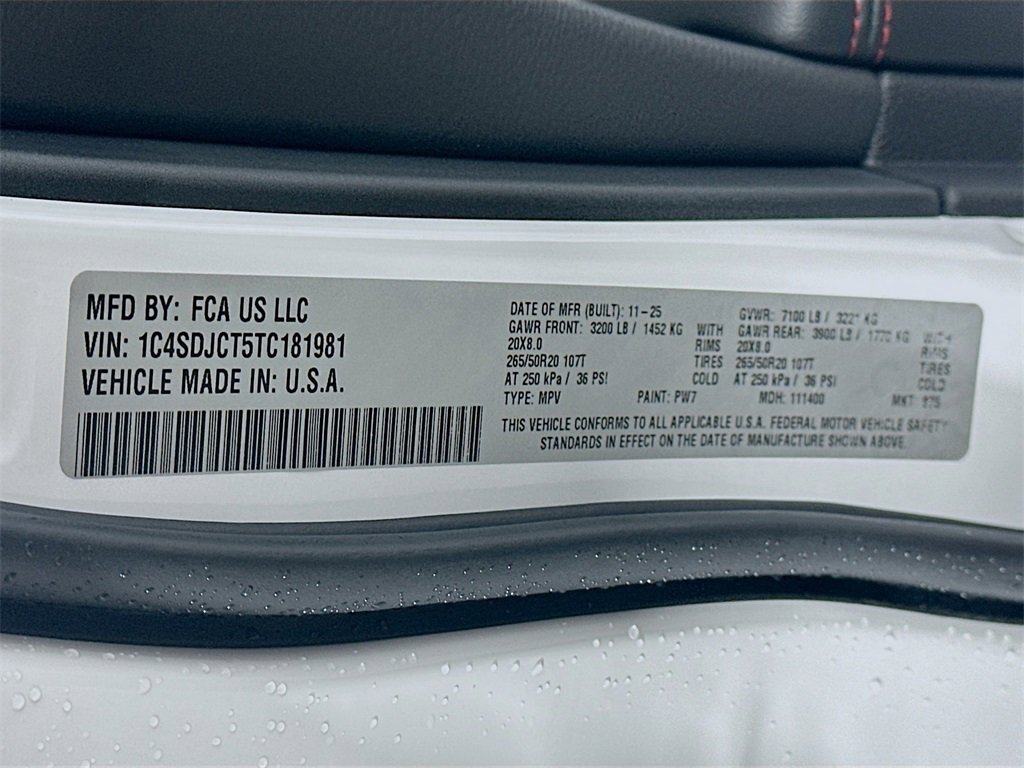 MFD BY: FCA US LLC
VIN: 1C4SDJCT5TC181981
VEHICLE MADE IN: U.S.A.
DATE OF MFR (BUILT): 11-25 GVWR: 7100 LB / 3221 KG
GAWR FRONT: 3200 LB / 1452 KG WITH GAWR REAR: 3900 LB / 1770 KG WITH
20X8.0 RIMS 20X8.0 RIMS
265/50R20 107T TIRES 265/50R20 107T TIRES
AT 250 kPa / 36 PSI COLD AT 250 kPa / 36 PSI COLD
TYPE: MPV PAINT: PW7 MDH: 111400 MKT:
THIS VEHICLE CONFORMS TO ALL APPLICABLE U.S.A. FEDERAL MOTOR VEHICLE SAFETY
STANDARDS IN EFFECT ON THE DATE OF MANUFACTURE SHOWN ABOVE.